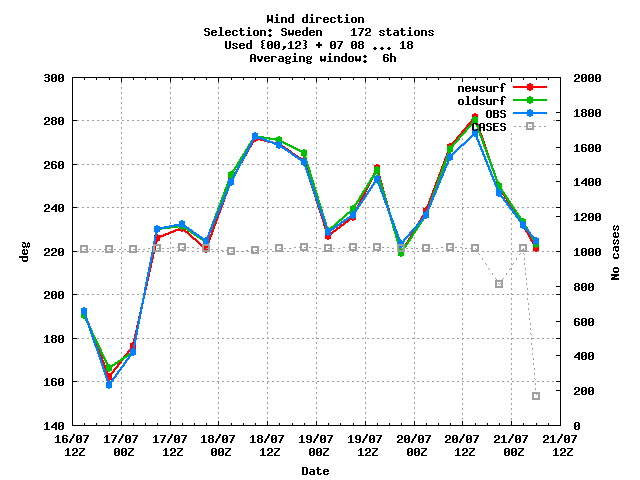 Wind direction
Selection: Sweden    172 stations
Used {00,12} + 07 08 ... 18
Averaging window:  6h
newsurf
oldsurf
OBS
CASES
deg
300
280
260
240
220
200
180
160
140
No cases
2000
1800
1600
1400
1200
1000
800
600
400
200
0
16/07 17/07 17/07 18/07 18/07 19/07 19/07 20/07 20/07 21/07 21/07
12Z 00Z 12Z 00Z 12Z 00Z 12Z 00Z 12Z 00Z 12Z
Date